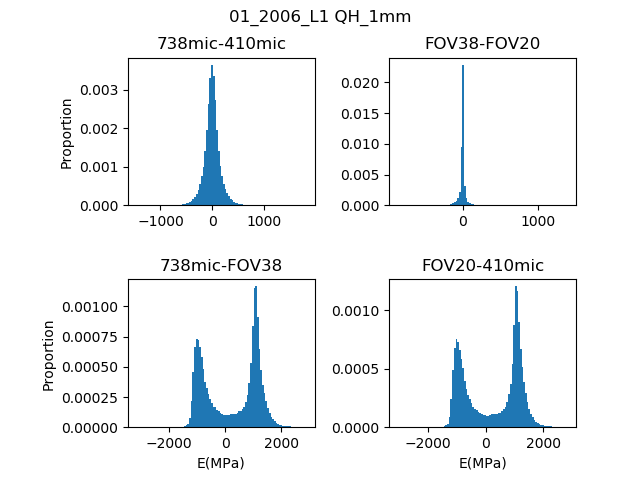 01_2006_L1 QH_1mm
738mic-410mic
FOV38-FOV20
Proportion
0.003
0.002
0.001
0.000
−1000 0 1000
0.020
0.015
0.010
0.005
0.000
0 1000
738mic-FOV38
FOV20-410mic
Proportion
0.00100
0.00075
0.00050
0.00025
0.00000
−2000 0 2000
E(MPa)
0.0010
0.0005
0.0000
−2000 0 2000
E(MPa)